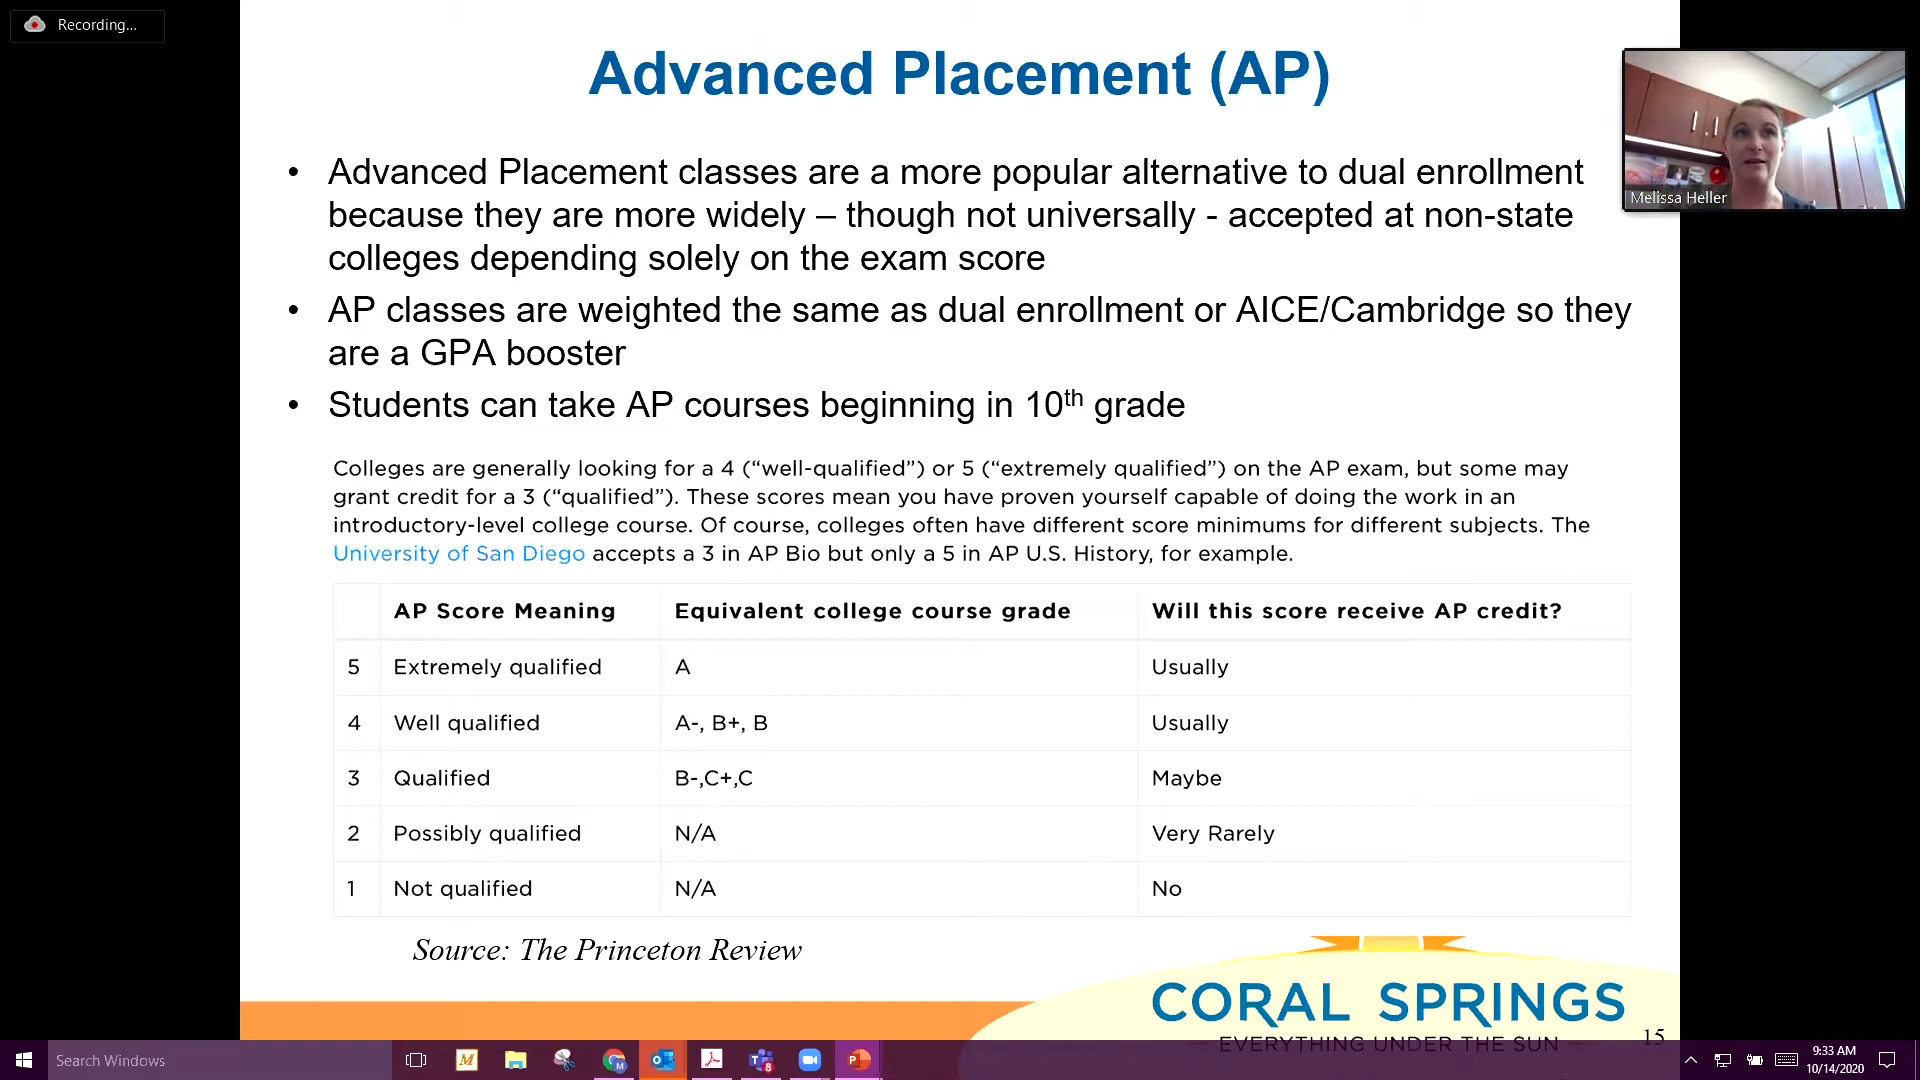 Recording...
Advanced Placement (AP)
Melissa Heller
• Advanced Placement classes are a more popular alternative to dual enrollment
because they are more widely – though not universally - accepted at non-state
colleges depending solely on the exam score
• AP classes are weighted the same as dual enrollment or AICE/Cambridge so they
are a GPA booster
• Students can take AP courses beginning in 10th grade
Colleges are generally looking for a 4 (“well-qualified”) or 5 (“extremely qualified”) on the AP exam, but some may
grant credit for a 3 (“qualified”). These scores mean you have proven yourself capable of doing the work in an
introductory-level college course. Of course, colleges often have different score minimums for different subjects. The
University of San Diego accepts a 3 in AP Bio but only a 5 in AP U.S. History, for example.
AP Score Meaning Equivalent college course grade Will this score receive AP credit?
5 Extremely qualified A Usually
4 Well qualified A-, B+, B Usually
3 Qualified B-,C+,C Maybe
2 Possibly qualified N/A Very Rarely
1 Not qualified N/A No
Source: The Princeton Review
CORAL SPRINGS
EVERYTHING UNDER THE SUN
15
Search Windows
9:33 AM
10/14/2020